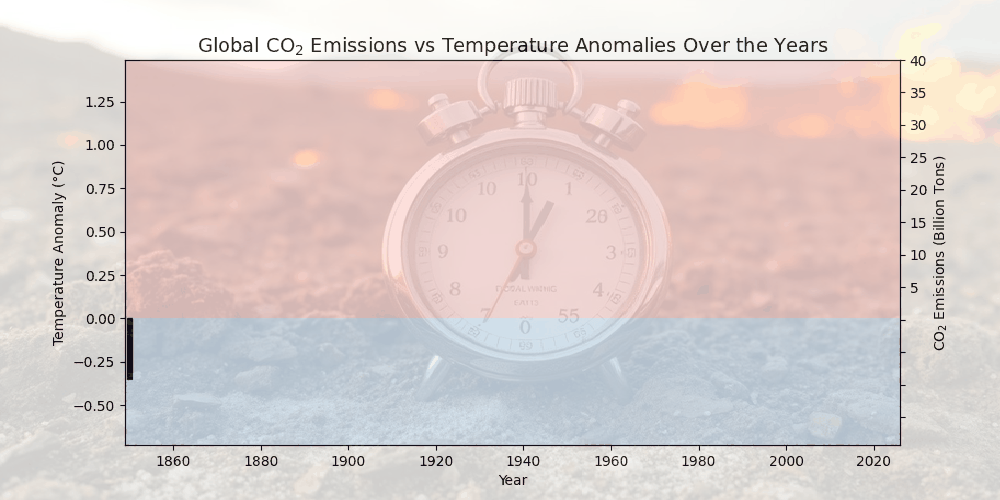 Global CO₂ Emissions vs Temperature Anomalies Over the Years
Temperature Anomaly (°C)
1.25
1.00
0.75
0.50
0.25
0.00
−0.25
−0.50
40
35
30
25
20
15
10
5
CO₂ Emissions (Billion Tons)
10 10 1
10 28
9 3
8 4
7 0 55
1860 1880 1900 1920 1940 1960 1980 2000 2020
Year